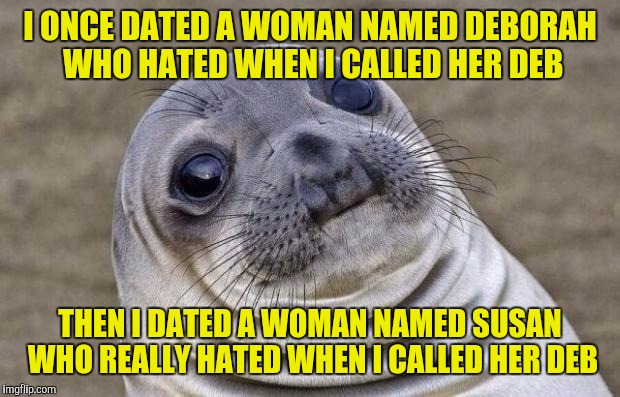 I ONCE DATED A WOMAN NAMED DEBORAH
WHO HATED WHEN I CALLED HER DEB
THEN I DATED A WOMAN NAMED SUSAN
WHO REALLY HATED WHEN I CALLED HER DEB
imgflip.com